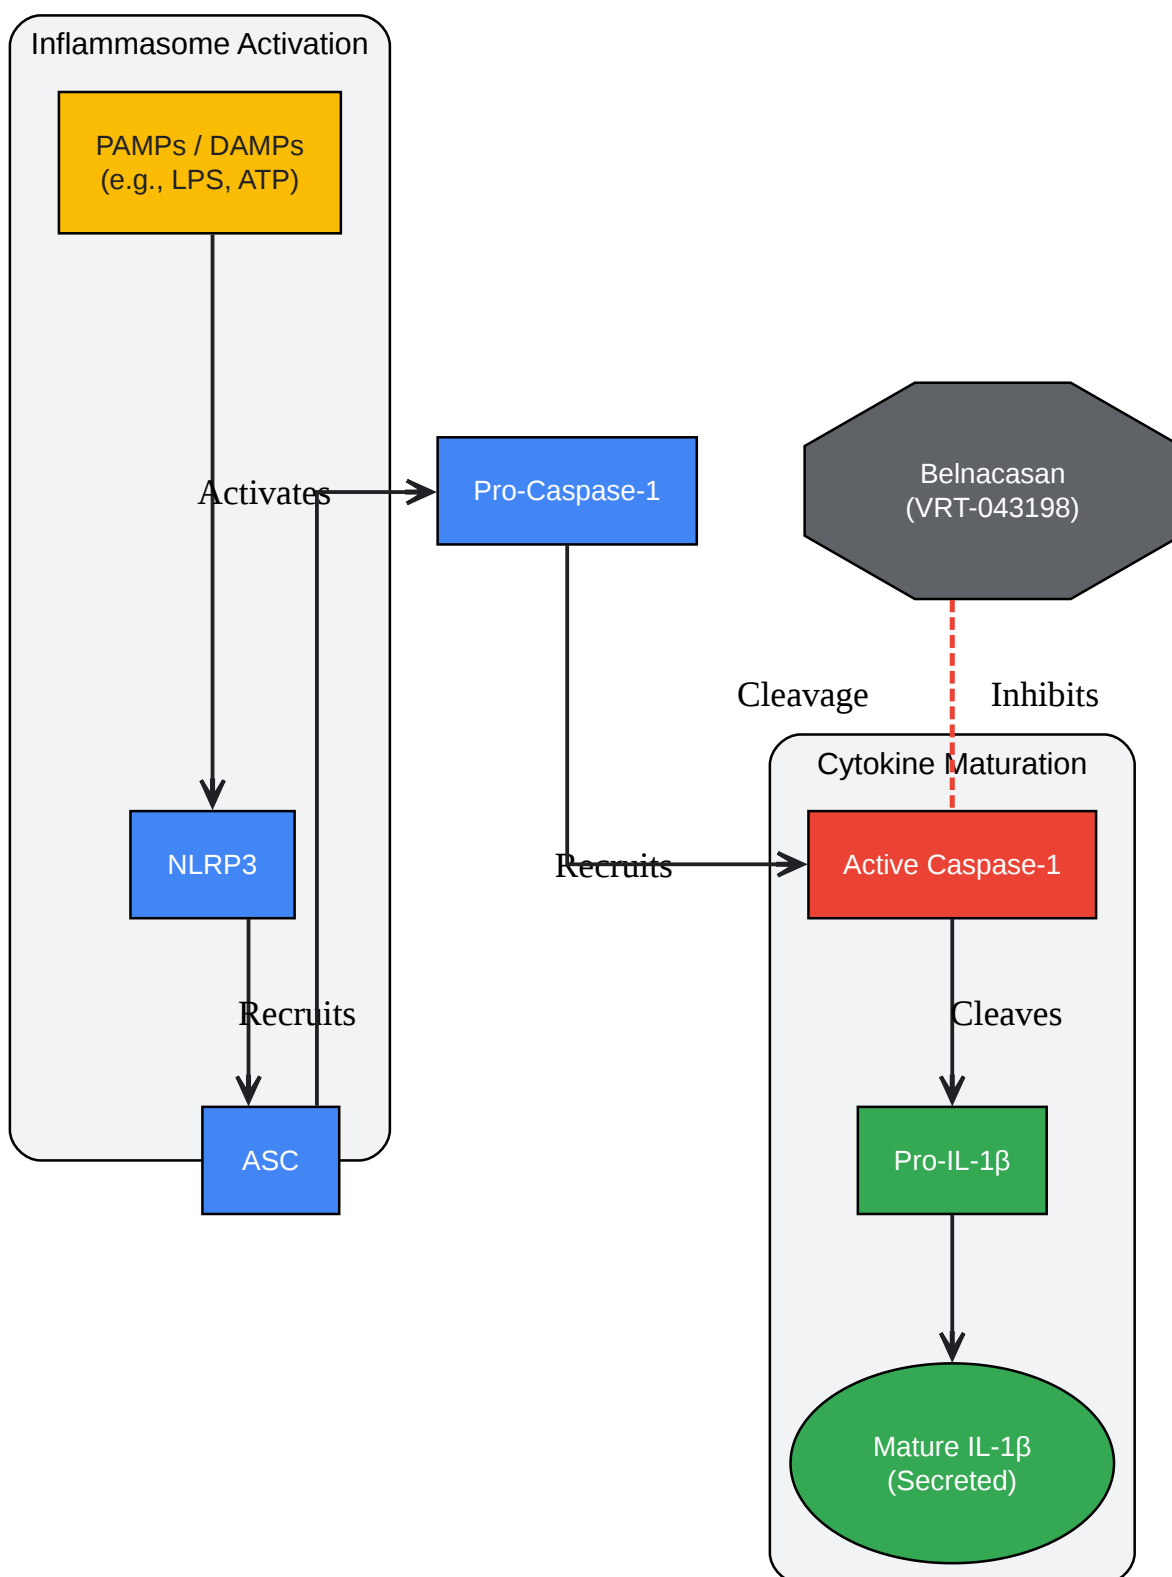 Inflammasome Activation
PAMPs / DAMPs
(e.g., LPS, ATP)
Activates
Pro-Caspase-1
Belnacasan
(VRT-043198)
Cleavage
Inhibits
Cytokine Maturation
NLRP3
Recruits
Active Caspase-1
Recruits
Cleaves
ASC
Pro-IL-1β
Mature IL-1β
(Secreted)